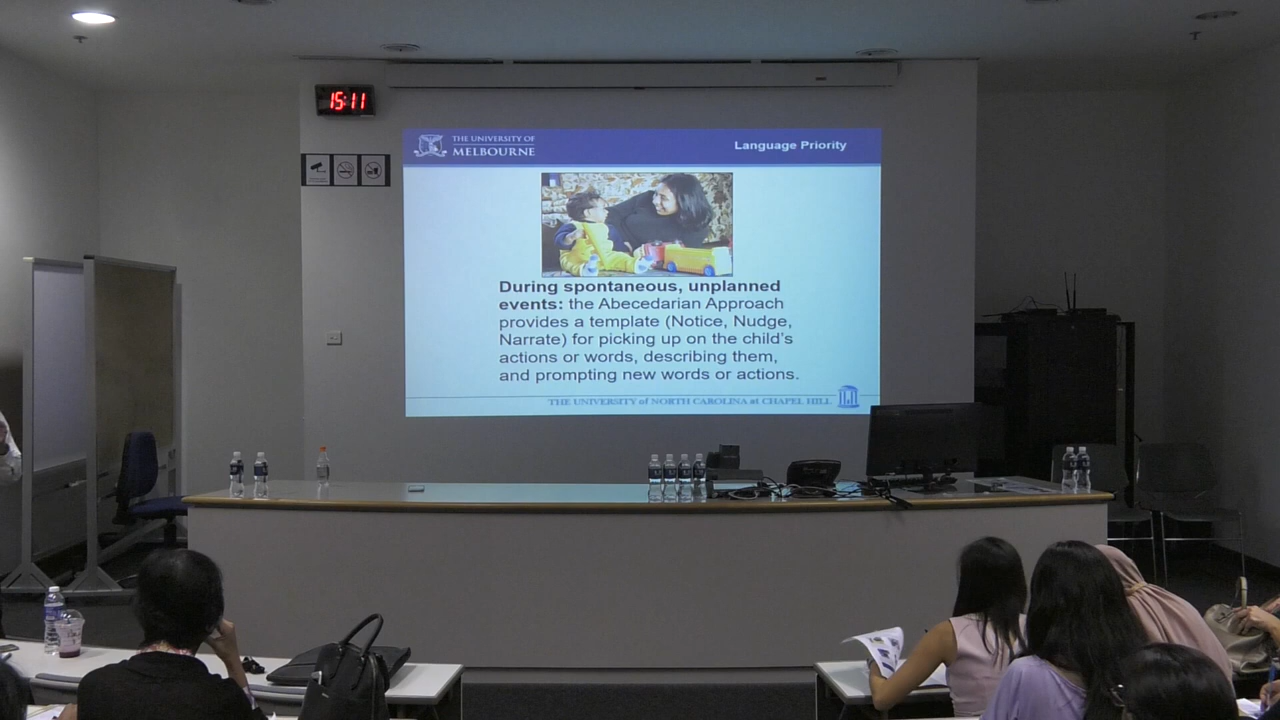 15:11
THE UNIVERSITY OF
MELBOURNE
Language Priority
During spontaneous, unplanned
events: the Abecedarian Approach
provides a template (Notice, Nudge,
Narrate) for picking up on the child's
actions or words, describing them,
and prompting new words or actions.
THE UNIVERSITY of NORTH CAROLINA at CHAPEL HILL